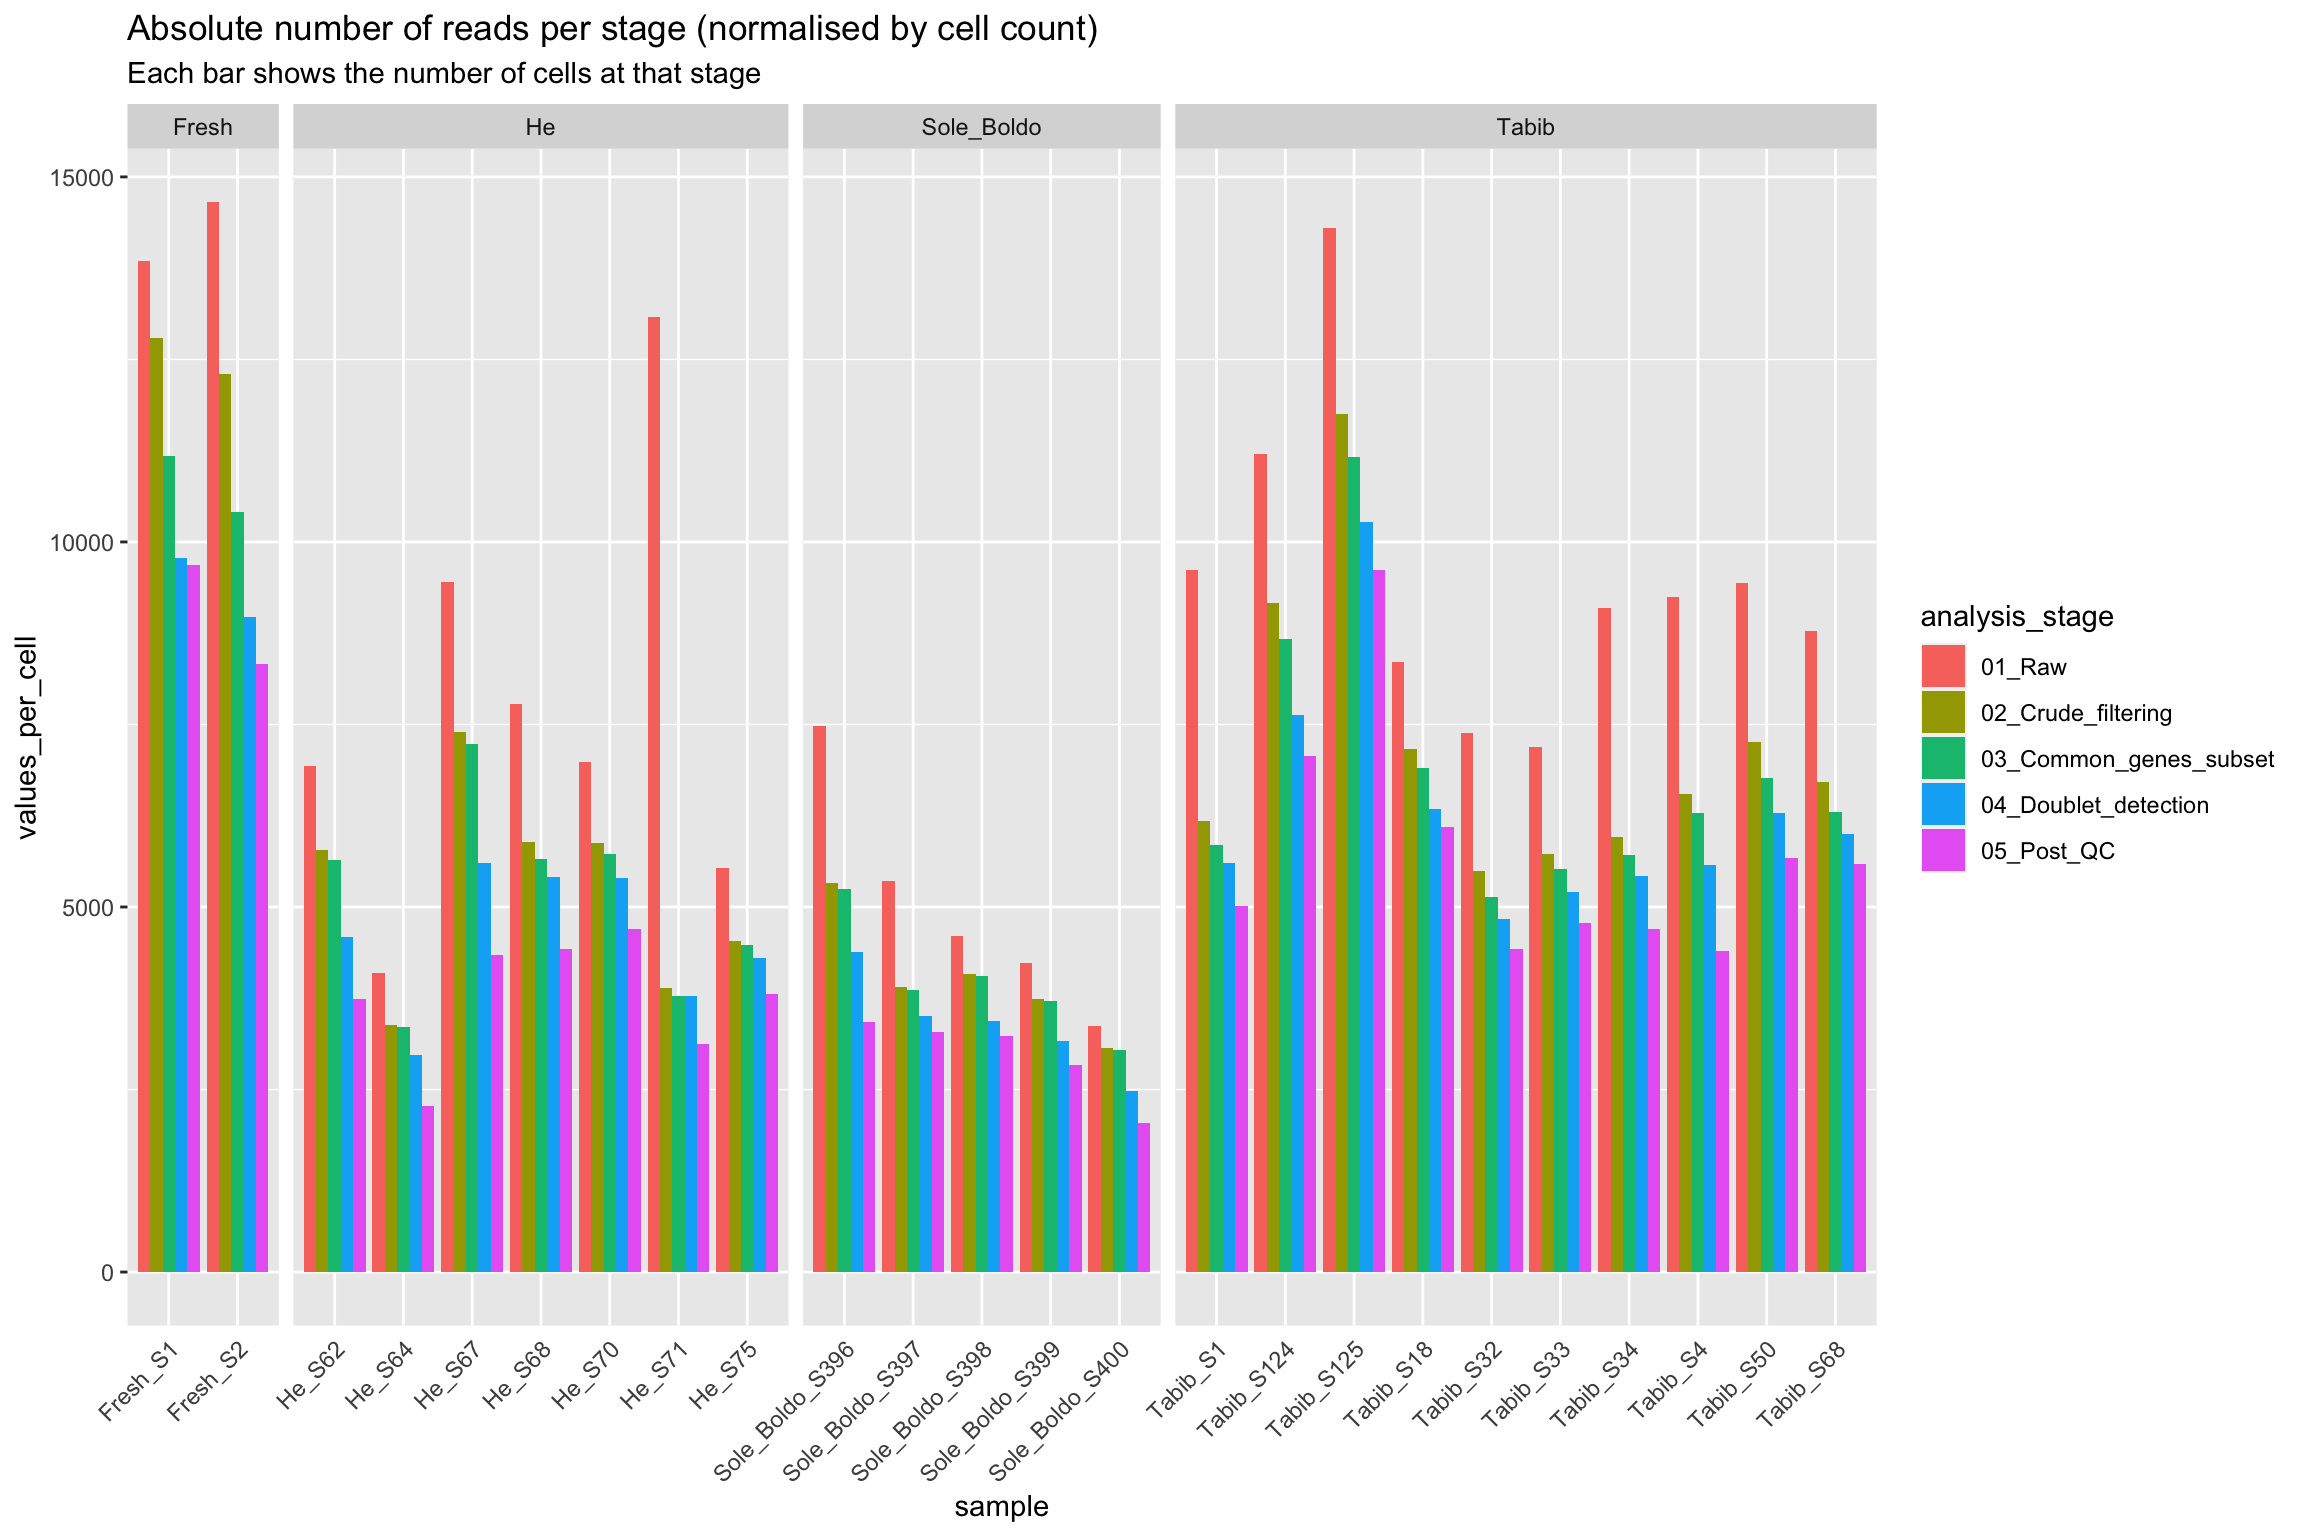 Absolute number of reads per stage (normalised by cell count)
Each bar shows the number of cells at that stage
Fresh
He
Sole_Boldo
Tabib
15000
10000
5000
0
values_per_cell
Fresh_S1
Fresh_S2
He_S62
He_S64
He_S67
He_S68
He_S70
He_S71
He_S75
Sole_Boldo_S396
Sole_Boldo_S397
Sole_Boldo_S398
Sole_Boldo_S399
Sole_Boldo_S400
Tabib_S1
Tabib_S124
Tabib_S125
Tabib_S18
Tabib_S32
Tabib_S33
Tabib_S34
Tabib_S4
Tabib_S50
Tabib_S68
sample
analysis_stage
01_Raw
02_Crude_filtering
03_Common_genes_subset
04_Doublet_detection
05_Post_QC